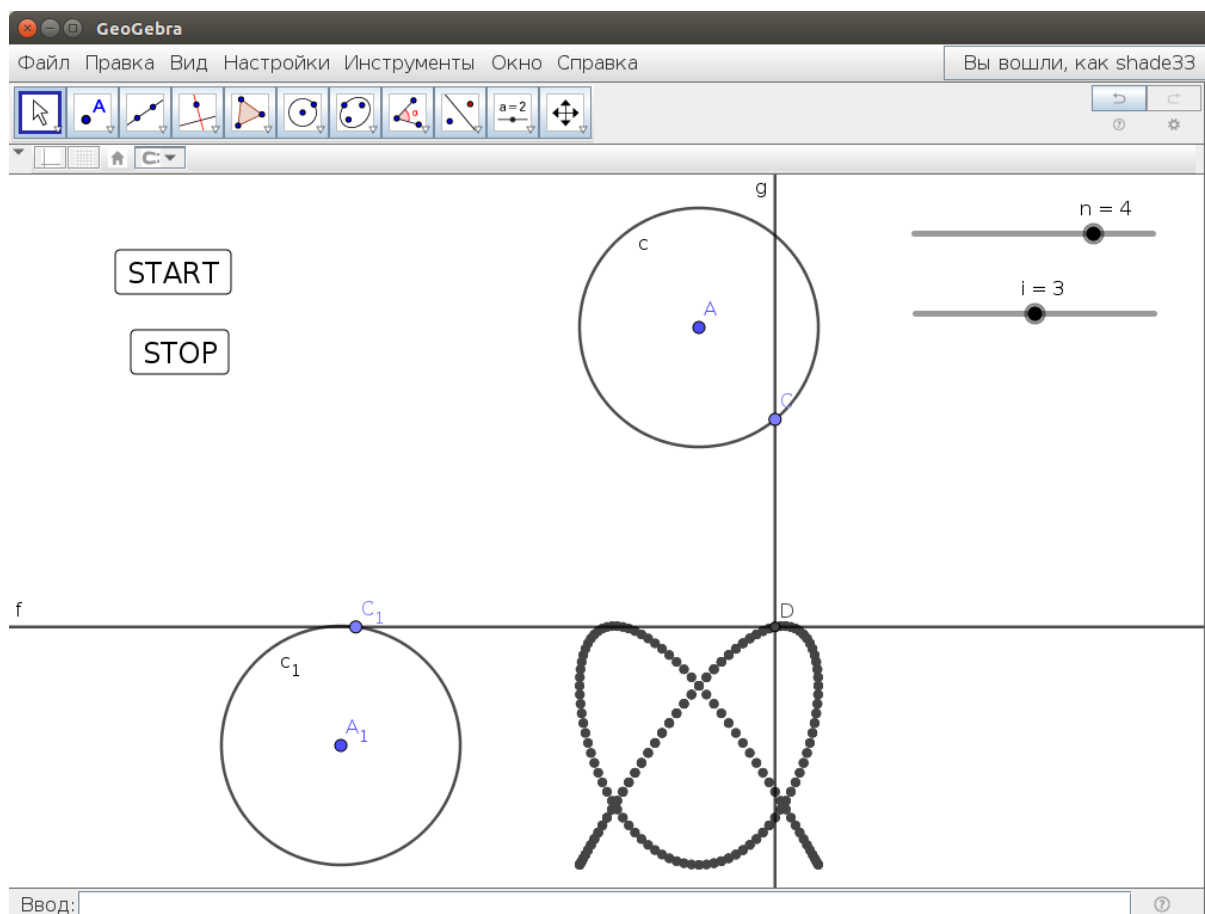 GeoGebra
Файл Правка Вид Настройки Инструменты Окно Справка
Вы вошли, как shade33
A
α
a=2
g
n = 4
c
START
i = 3
A
STOP
C
f
C₁
D
c₁
A₁
Ввод: